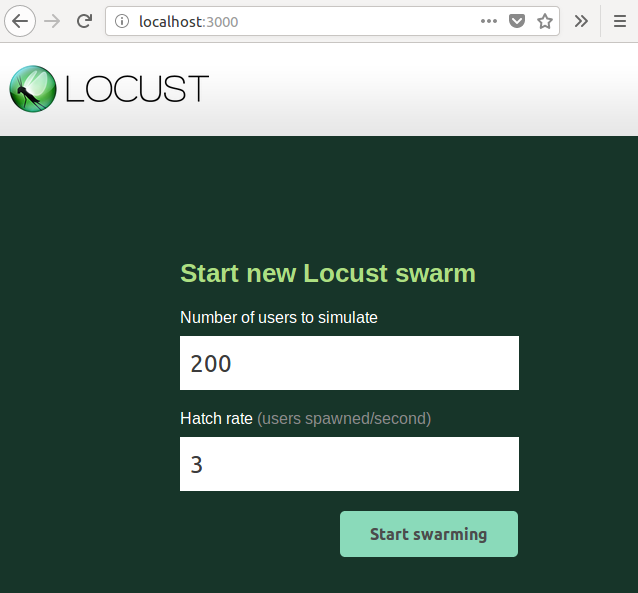 localhost:3000
LOCUST
Start new Locust swarm
Number of users to simulate
200
Hatch rate (users spawned/second)
3
Start swarming